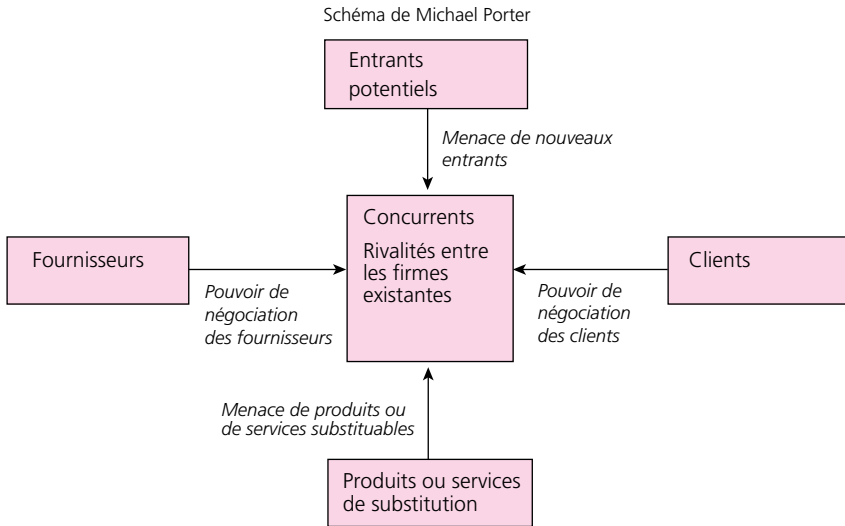 Schéma de Michael Porter
Entrants
potentiels
Menace de nouveaux
entrants
Concurrents
Rivalités entre
les firmes
existantes
Fournisseurs
Pouvoir de
négociation
des fournisseurs
Clients
Pouvoir de
négociation
des clients
Menace de produits ou
de services substituables
Produits ou services
de substitution